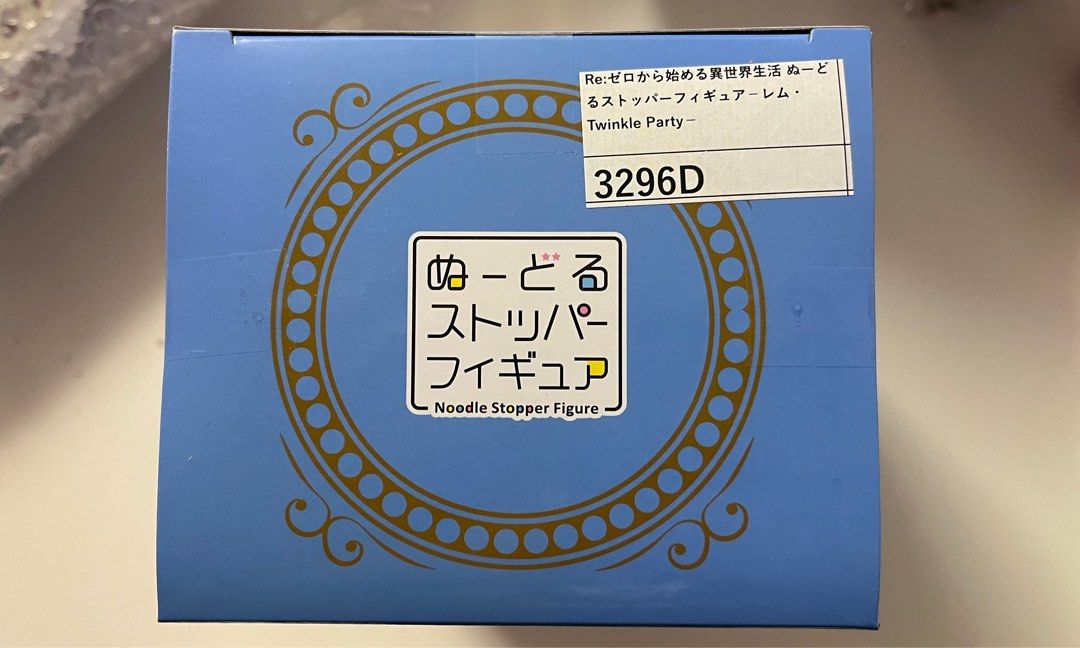 Re:ゼロから始める異世界生活 ぬーど
るストッパーフィギュアーレム・
Twinkle Party－
3296D
ぬーどる
ストッパー
フィギュア
Noodle Stopper Figure